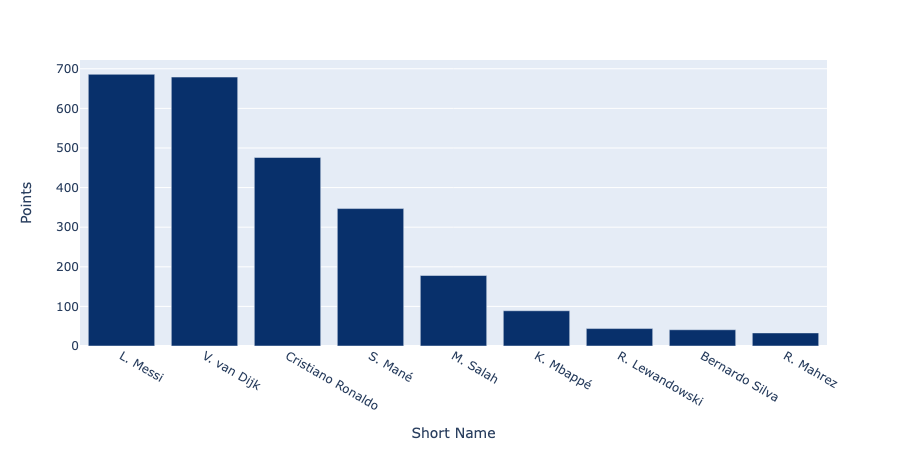 700
600
500
400
300
200
100
0
Points
L. Messi
V. van Dijk
Cristiano Ronaldo
S. Mané
M. Salah
K. Mbappé
R. Lewandowski
Bernardo Silva
R. Mahrez
Short Name